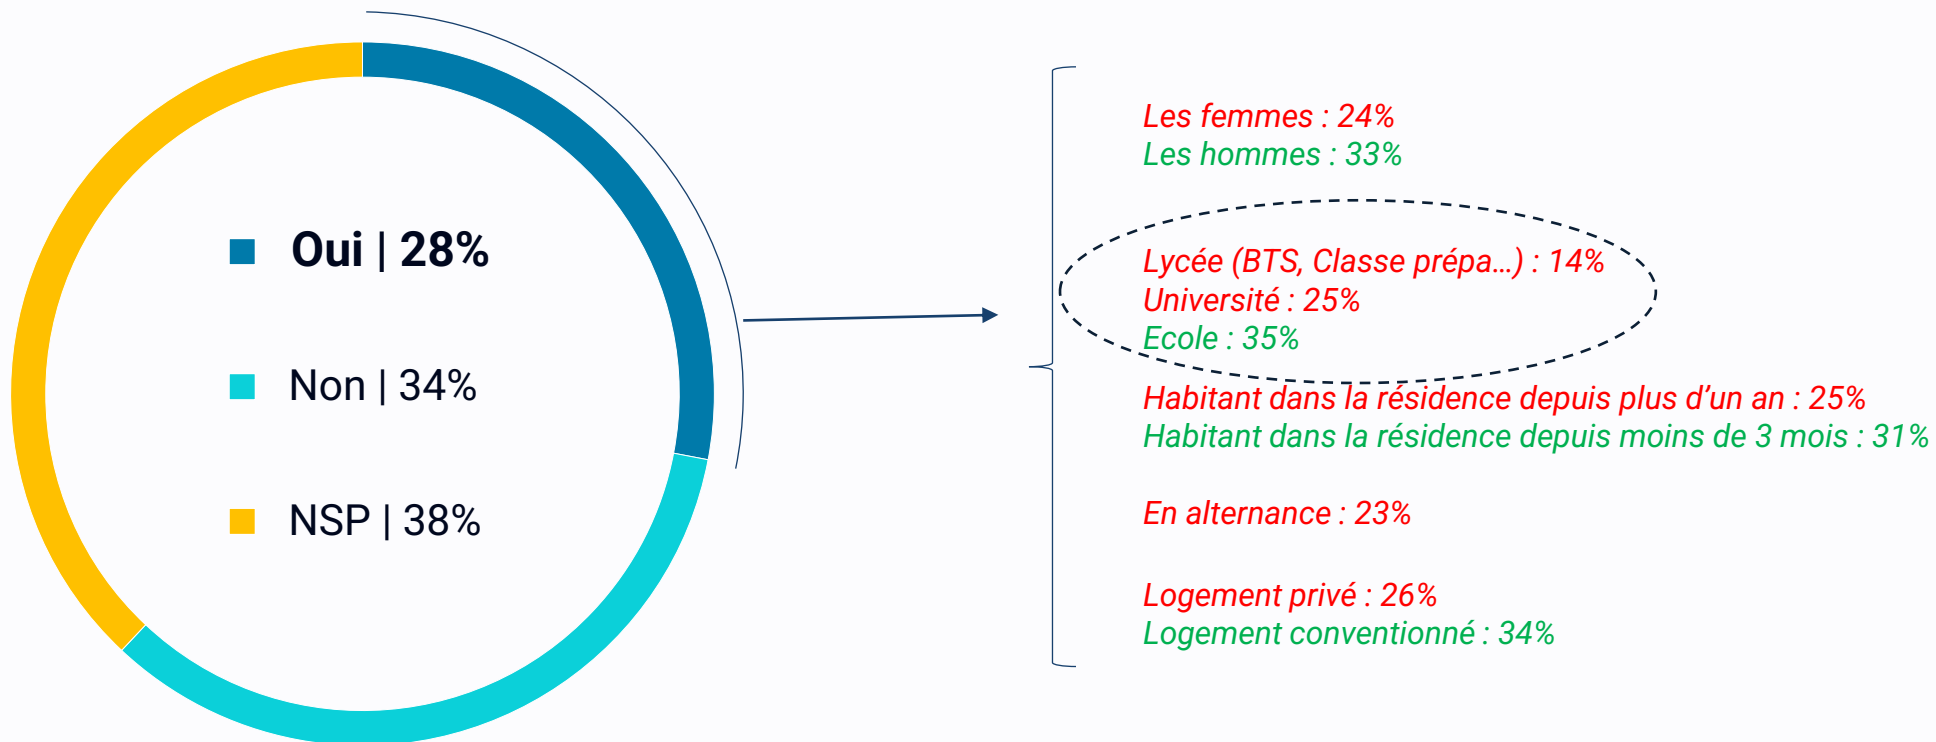 Oui | 28%
Non | 34%
NSP | 38%
Les femmes : 24%
Les hommes : 33%
Lycée (BTS, Classe prépa…) : 14%
Université : 25%
Ecole : 35%
Habitant dans la résidence depuis plus d’un an : 25%
Habitant dans la résidence depuis moins de 3 mois : 31%
En alternance : 23%
Logement privé : 26%
Logement conventionné : 34%